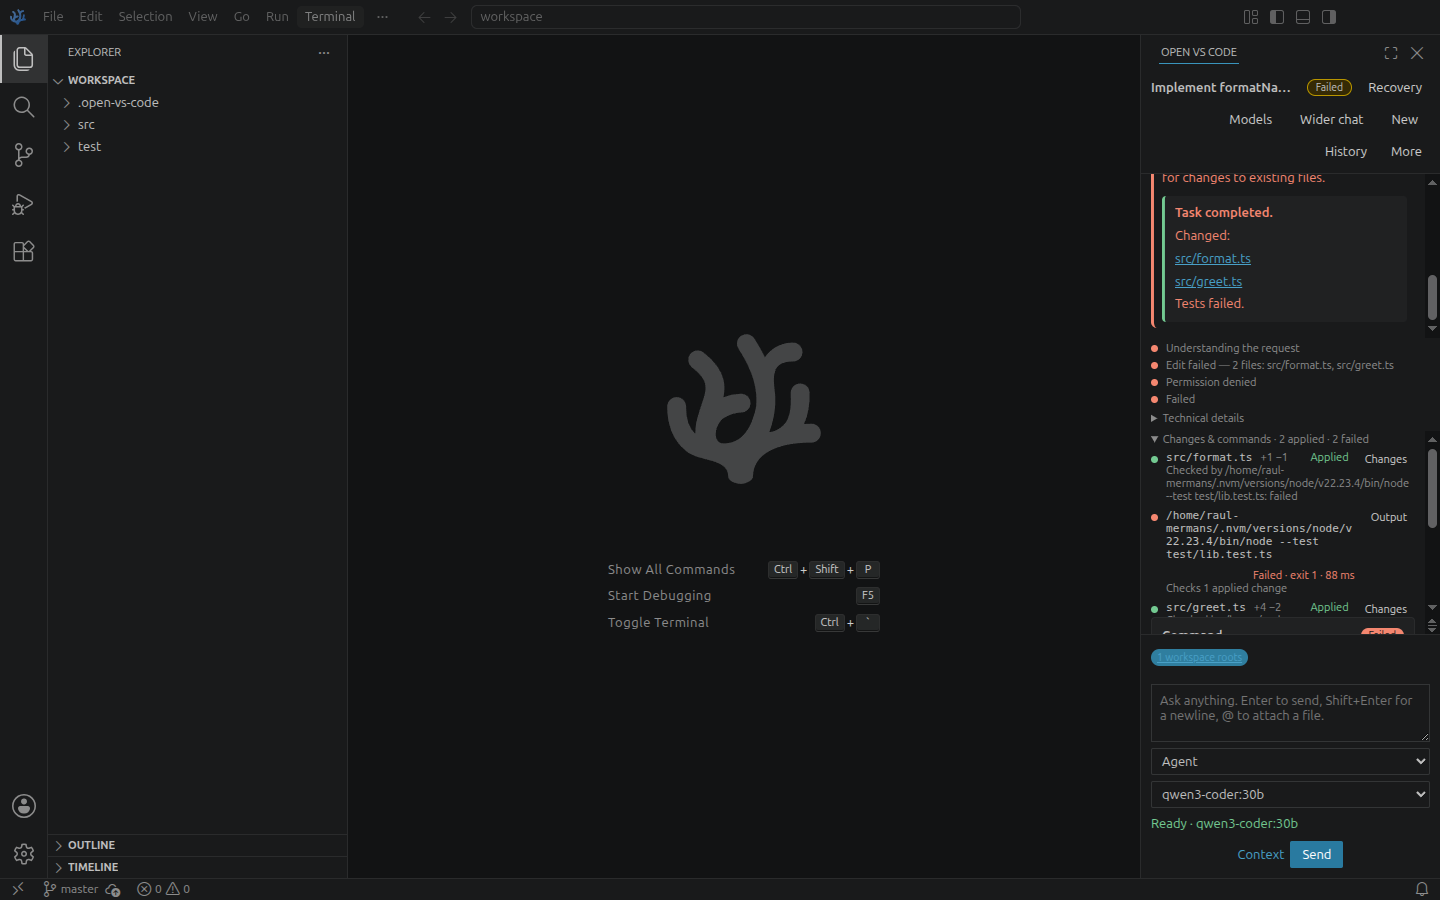 File Edit Selection View Go Run Terminal ···
workspace
EXPLORER
WORKSPACE
.open-vs-code
src
test
OUTLINE
TIMELINE
Show All Commands Ctrl + Shift + P
Start Debugging F5
Toggle Terminal Ctrl + `
OPEN VS CODE
Implement formatNa... Failed Recovery
Models Wider chat New
History More
for changes to existing files.
Task completed.
Changed:
src/format.ts
src/greet.ts
Tests failed.
Understanding the request
Edit failed — 2 files: src/format.ts, src/greet.ts
Permission denied
Failed
Technical details
Changes & commands · 2 applied · 2 failed
src/format.ts +1 −1 Applied Changes
Checked by /home/raul-
mermans/.nvm/versions/node/v22.23.4/bin/node
--test test/lib.test.ts: failed
/home/raul- Output
mermans/.nvm/versions/node/v
22.23.4/bin/node --test
test/lib.test.ts
Failed · exit 1 · 88 ms
Checks 1 applied change
src/greet.ts +4 −2 Applied Changes
Command Failed
1 workspace roots
Ask anything. Enter to send, Shift+Enter for
a newline, @ to attach a file.
Agent
qwen3-coder:30b
Ready · qwen3-coder:30b
Context Send
master 0 0